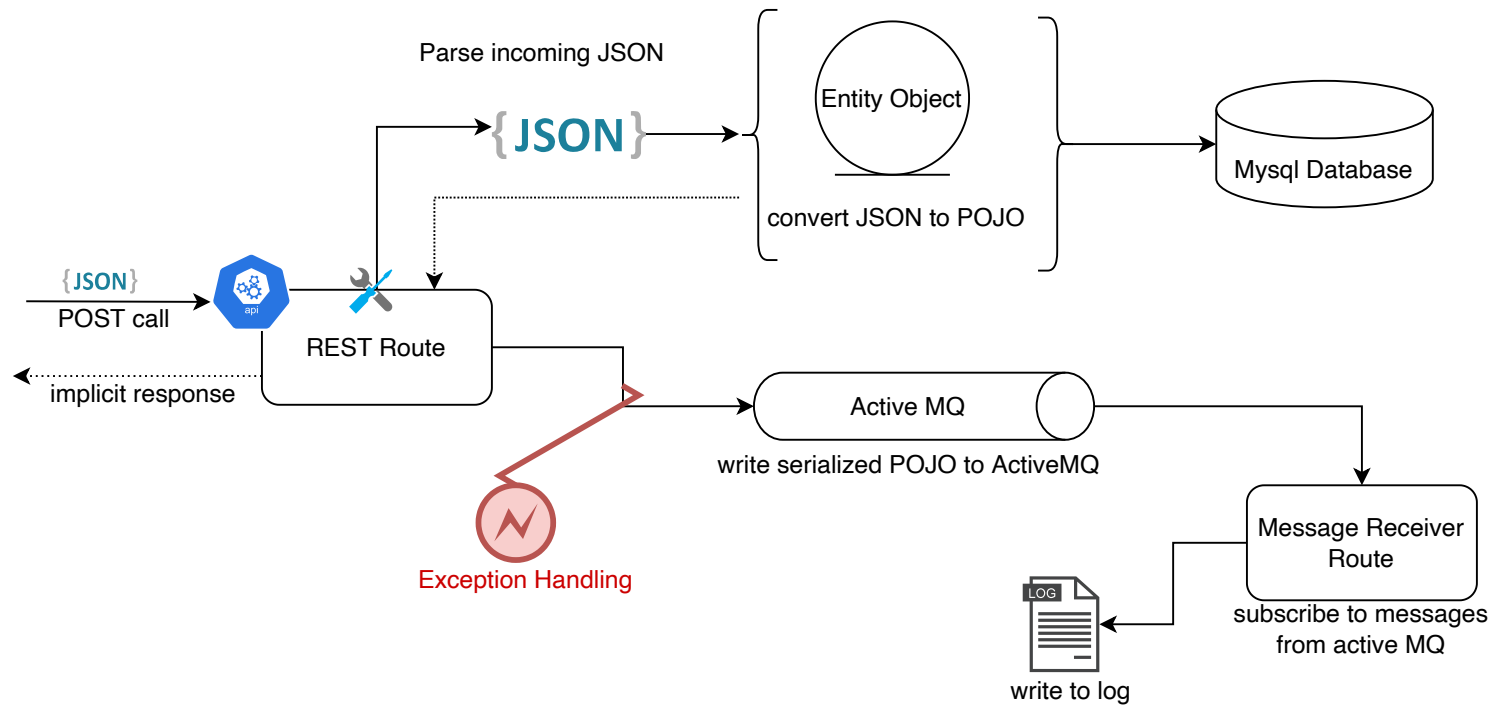 Parse incoming JSON
Entity Object
{JSON}
Mysql Database
convert JSON to POJO
{JSON}
POST call
api
REST Route
implicit response
Active MQ
write serialized POJO to ActiveMQ
Exception Handling
Message Receiver
Route
LOG
subscribe to messages
from active MQ
write to log